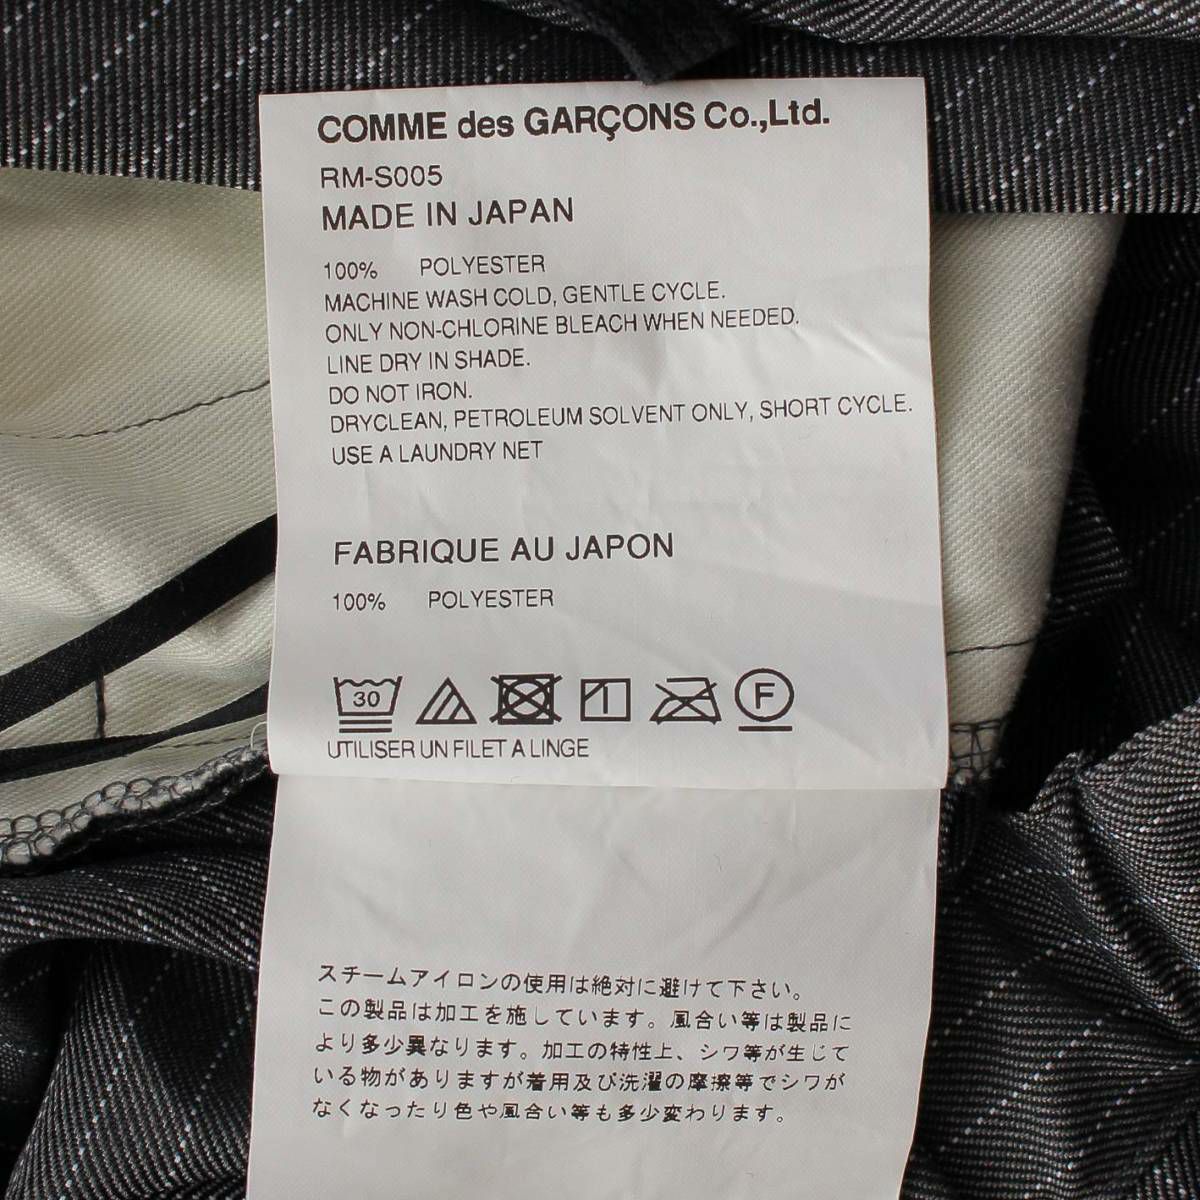 COMME des GARÇONS Co.,Ltd.
RM-S005
MADE IN JAPAN
100% POLYESTER
MACHINE WASH COLD, GENTLE CYCLE.
ONLY NON-CHLORINE BLEACH WHEN NEEDED.
LINE DRY IN SHADE.
DO NOT IRON.
DRYCLEAN, PETROLEUM SOLVENT ONLY, SHORT CYCLE.
USE A LAUNDRY NET
FABRIQUE AU JAPON
100% POLYESTER
30 F
UTILISER UN FILET A LINGE
スチームアイロンの使用は絶対に避けて下さい。
この製品は加工を施しています。風合い等は製品に
より多少異なります。加工の特性上、シワ等が生じて
いる物がありますが着用及び洗濯の摩擦等でシワが
なくなったり色や風合い等も多少変わります。